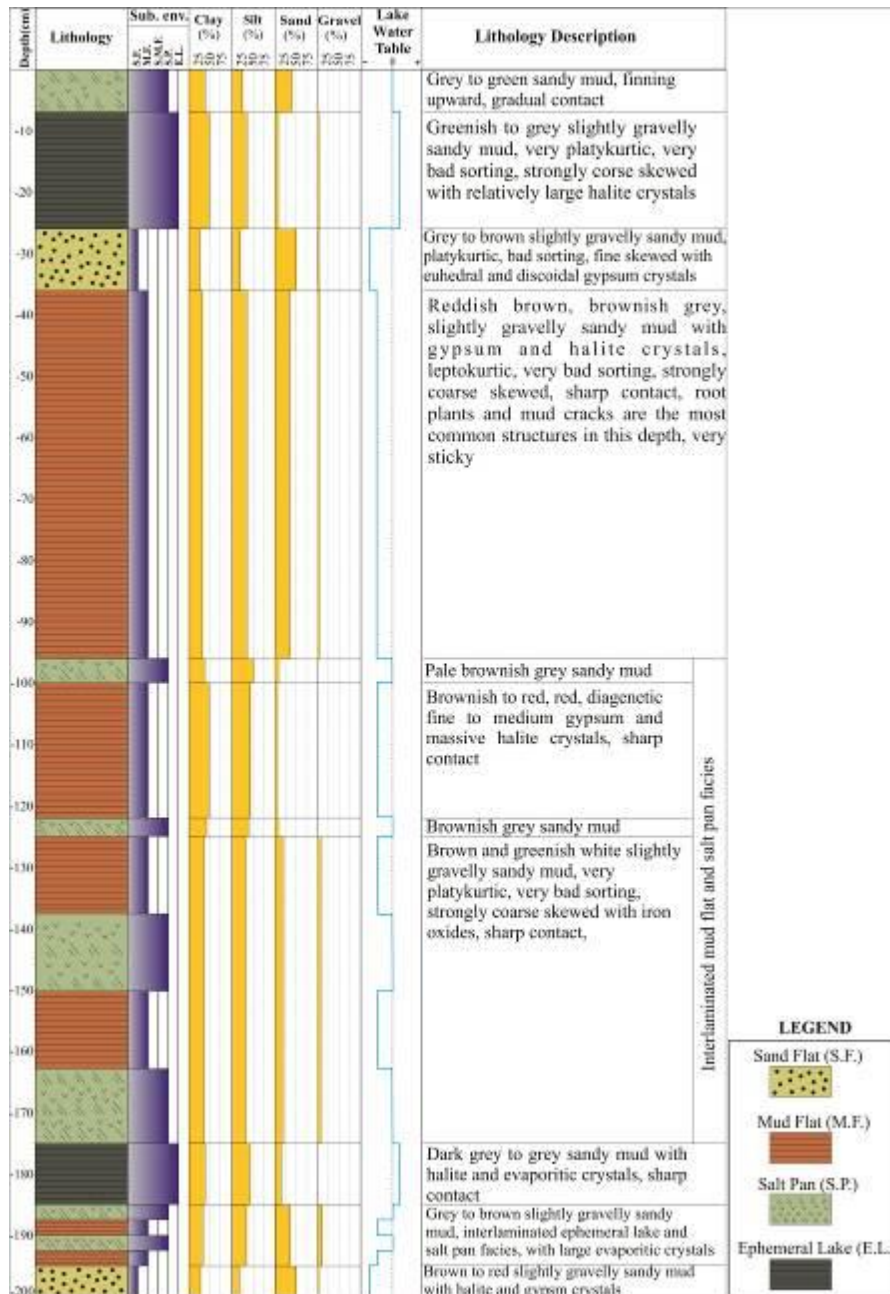 Depth(cm)
Lithology
Sub. env.
S.F.
M.F.
S.M.F.
S.P.
E.L.
Clay
(%)
25 50 75
Silt
(%)
25 50 75
Sand
(%)
25 50 75
Gravel
(%)
25 50 75
Lake
Water
Table
- 0 +
Lithology Description
-10
-20
-30
-40
-50
-60
-70
-80
-90
-100
-110
-120
-130
-140
-150
-160
-170
-180
-190
-200
Grey to green sandy mud, finning
upward, gradual contact
Greenish to grey slightly gravelly
sandy mud, very platykurtic, very
bad sorting, strongly corse skewed
with relatively large halite crystals
Grey to brown slightly gravelly sandy mud,
platykurtic, bad sorting, fine skewed with
euhedral and discoidal gypsum crystals
Reddish brown, brownish grey,
slightly gravelly sandy mud with
gypsum and halite crystals,
leptokurtic, very bad sorting, strongly
coarse skewed, sharp contact, root
plants and mud cracks are the most
common structures in this depth, very
sticky
Pale brownish grey sandy mud
Brownish to red, red, diagenetic
fine to medium gypsum and
massive halite crystals, sharp
contact
Brownish grey sandy mud
Brown and greenish white slightly
gravelly sandy mud, very
platykurtic, very bad sorting,
strongly coarse skewed with iron
oxides, sharp contact,
Interlaminated mud flat and salt pan facies
Dark grey to grey sandy mud with
halite and evaporitic crystals, sharp
contact
Grey to brown slightly gravelly sandy
mud, interlaminated ephemeral lake and
salt pan facies, with large evaporitic crystals
Brown to red slightly gravelly sandy mud
with halite and gypsm crystals
LEGEND
Sand Flat (S.F.)
Mud Flat (M.F.)
Salt Pan (S.P.)
Ephemeral Lake (E.L.